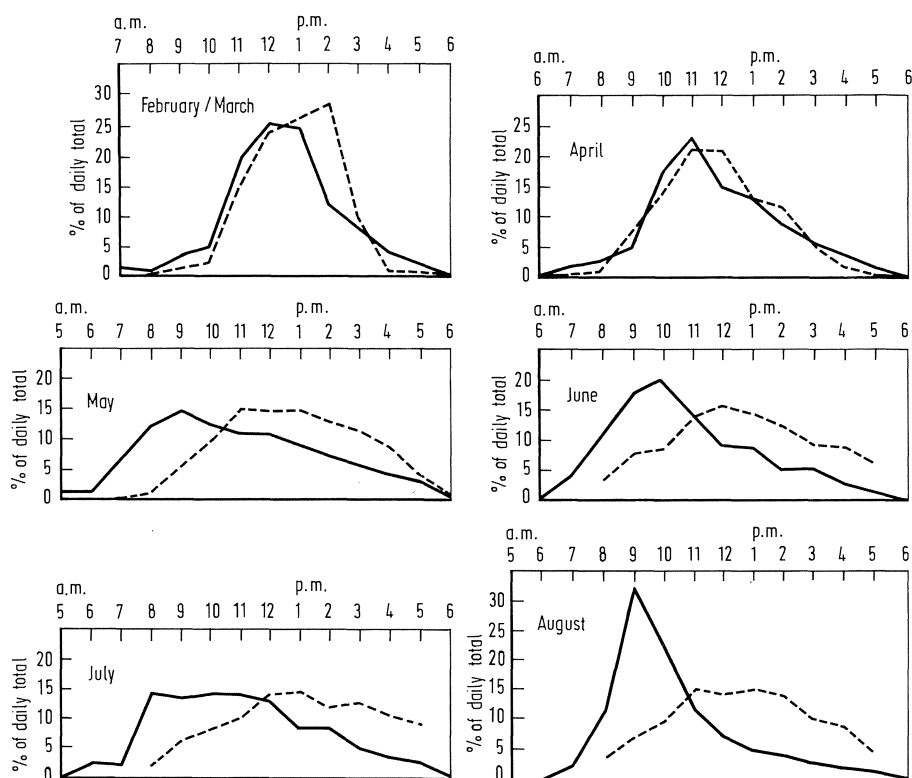 a.m. p.m.
7 8 9 10 11 12 1 2 3 4 5 6
% of daily total
30
25
20
15
10
5
0
February / March
a.m. p.m.
6 7 8 9 10 11 12 1 2 3 4 5 6
% of daily total
25
20
15
10
5
0
April
a.m. p.m.
5 6 7 8 9 10 11 12 1 2 3 4 5 6
% of daily total
20
15
10
5
0
May
a.m. p.m.
6 7 8 9 10 11 12 1 2 3 4 5 6
% of daily total
20
15
10
5
0
June
a.m. p.m.
5 6 7 8 9 10 11 12 1 2 3 4 5 6
% of daily total
20
15
10
5
0
July
a.m. p.m.
5 6 7 8 9 10 11 12 1 2 3 4 5 6
% of daily total
30
25
20
15
10
5
0
August